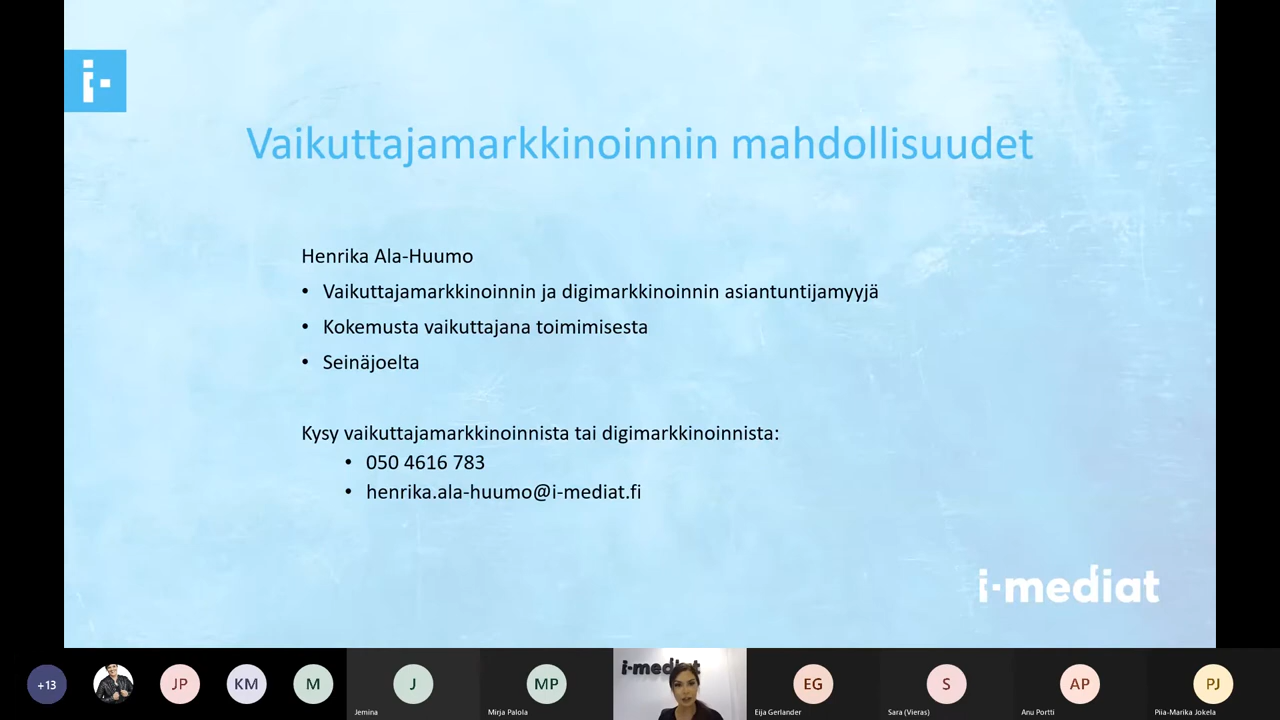 i-
Vaikuttajamarkkinoinnin mahdollisuudet
Henrika Ala-Huumo
• Vaikuttajamarkkinoinnin ja digimarkkinoinnin asiantuntijamyyjä
• Kokemusta vaikuttajana toimimisesta
• Seinäjoelta
Kysy vaikuttajamarkkinoinnista tai digimarkkinoinnista:
• 050 4616 783
• henrika.ala-huumo@i-mediat.fi
i-mediat
+13
JP
KM
M
J
Jemina
MP
Mirja Palola
i-mediat
EG
Eija Gerlander
S
Sara (Vieras)
AP
Anu Portti
PJ
Piia-Marika Jokela